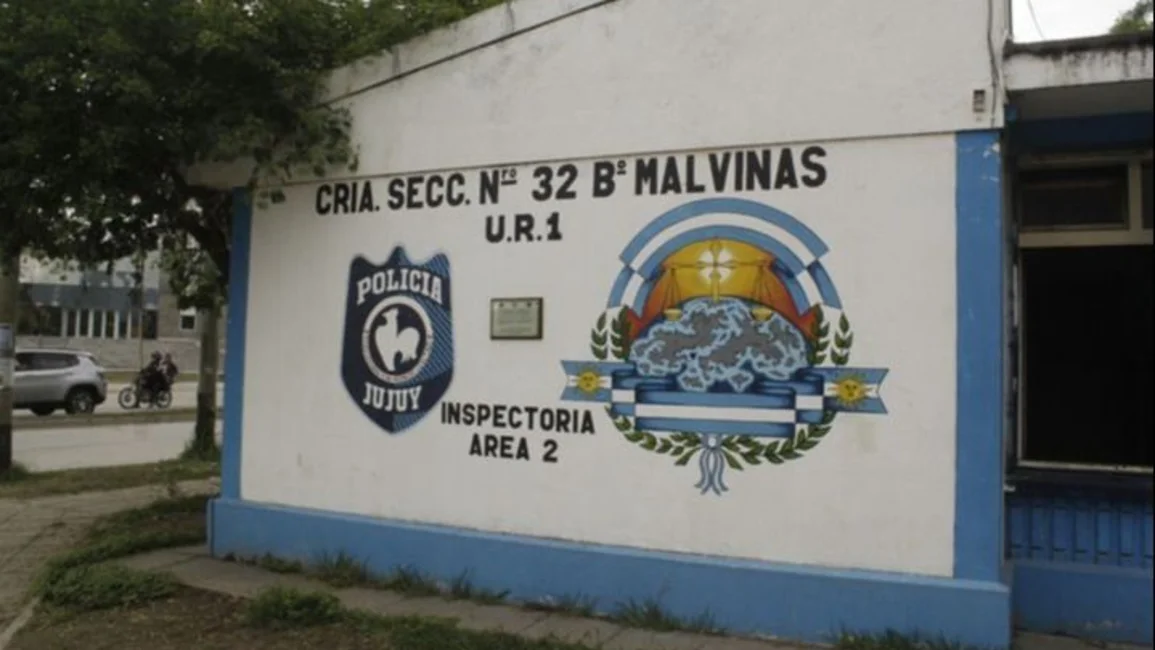 CRIA. SECC. Nro 32 Bº MALVINAS
U.R.1
POLICIA
JUJUY
INSPECTORIA
AREA 2